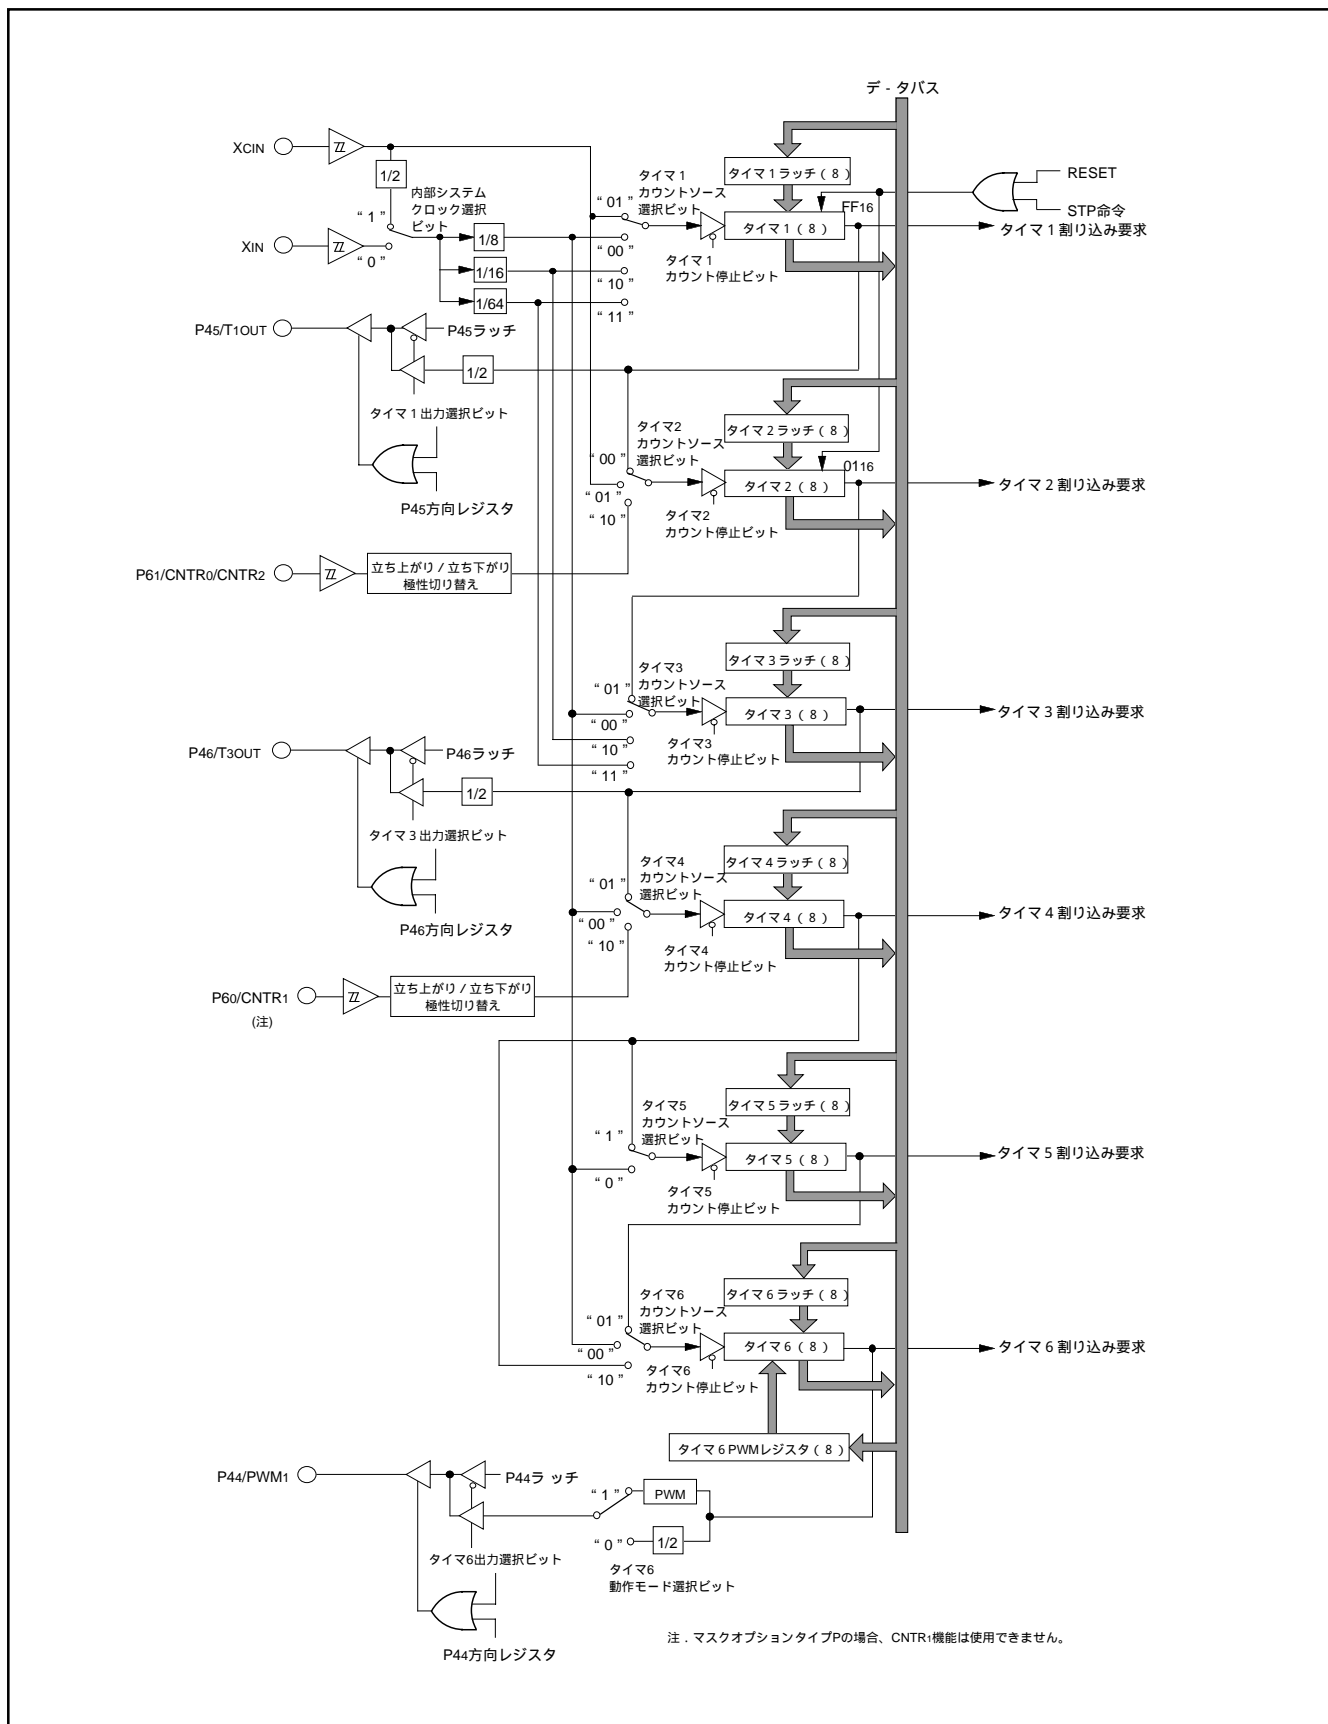 デ - タバス
XCIN
1/2
内部システム
クロック選択
ビット
“ 1 ”
XIN
“ 0 ”
1/8
1/16
1/64
タイマ 1
カウントソース
選択ビット
“ 01 ”
“ 00 ”
“ 10 ”
“ 11 ”
タイマ 1 ラッチ ( 8 )
FF16
タイマ 1 ( 8 )
タイマ 1
カウント停止ビット
RESET
STP命令
タイマ 1 割り込み要求
P45/T1OUT
P45ラッチ
1/2
タイマ 1 出力選択ビット
P45方向レジスタ
タイマ2
カウントソース
選択ビット
“ 00 ”
“ 01 ”
“ 10 ”
タイマ 2 ラッチ ( 8 )
0116
タイマ 2 ( 8 )
タイマ2
カウント停止ビット
タイマ 2 割り込み要求
P61/CNTR0/CNTR2
立ち上がり / 立ち下がり
極性切り替え
タイマ3
カウントソース
選択ビット
“ 01 ”
“ 00 ”
“ 10 ”
“ 11 ”
タイマ 3 ラッチ ( 8 )
タイマ 3 ( 8 )
タイマ3
カウント停止ビット
タイマ 3 割り込み要求
P46/T3OUT
P46ラッチ
1/2
タイマ 3 出力選択ビット
P46方向レジスタ
タイマ4
カウントソース
選択ビット
“ 01 ”
“ 00 ”
“ 10 ”
タイマ 4 ラッチ ( 8 )
タイマ 4 ( 8 )
タイマ4
カウント停止ビット
タイマ 4 割り込み要求
P60/CNTR1
(注)
立ち上がり / 立ち下がり
極性切り替え
タイマ5
カウントソース
選択ビット
“ 1 ”
“ 0 ”
タイマ 5 ラッチ ( 8 )
タイマ 5 ( 8 )
タイマ5
カウント停止ビット
タイマ 5 割り込み要求
タイマ6
カウントソース
選択ビット
“ 01 ”
“ 00 ”
“ 10 ”
タイマ 6 ラッチ ( 8 )
タイマ 6 ( 8 )
タイマ6
カウント停止ビット
タイマ 6 割り込み要求
タイマ 6 PWMレジスタ ( 8 )
P44/PWM1
P44ラ ッチ
“ 1 ”
PWM
“ 0 ”
1/2
タイマ6出力選択ビット
タイマ6
動作モード選択ビット
P44方向レジスタ
注 . マスクオプションタイプPの場合、CNTR1機能は使用できません。